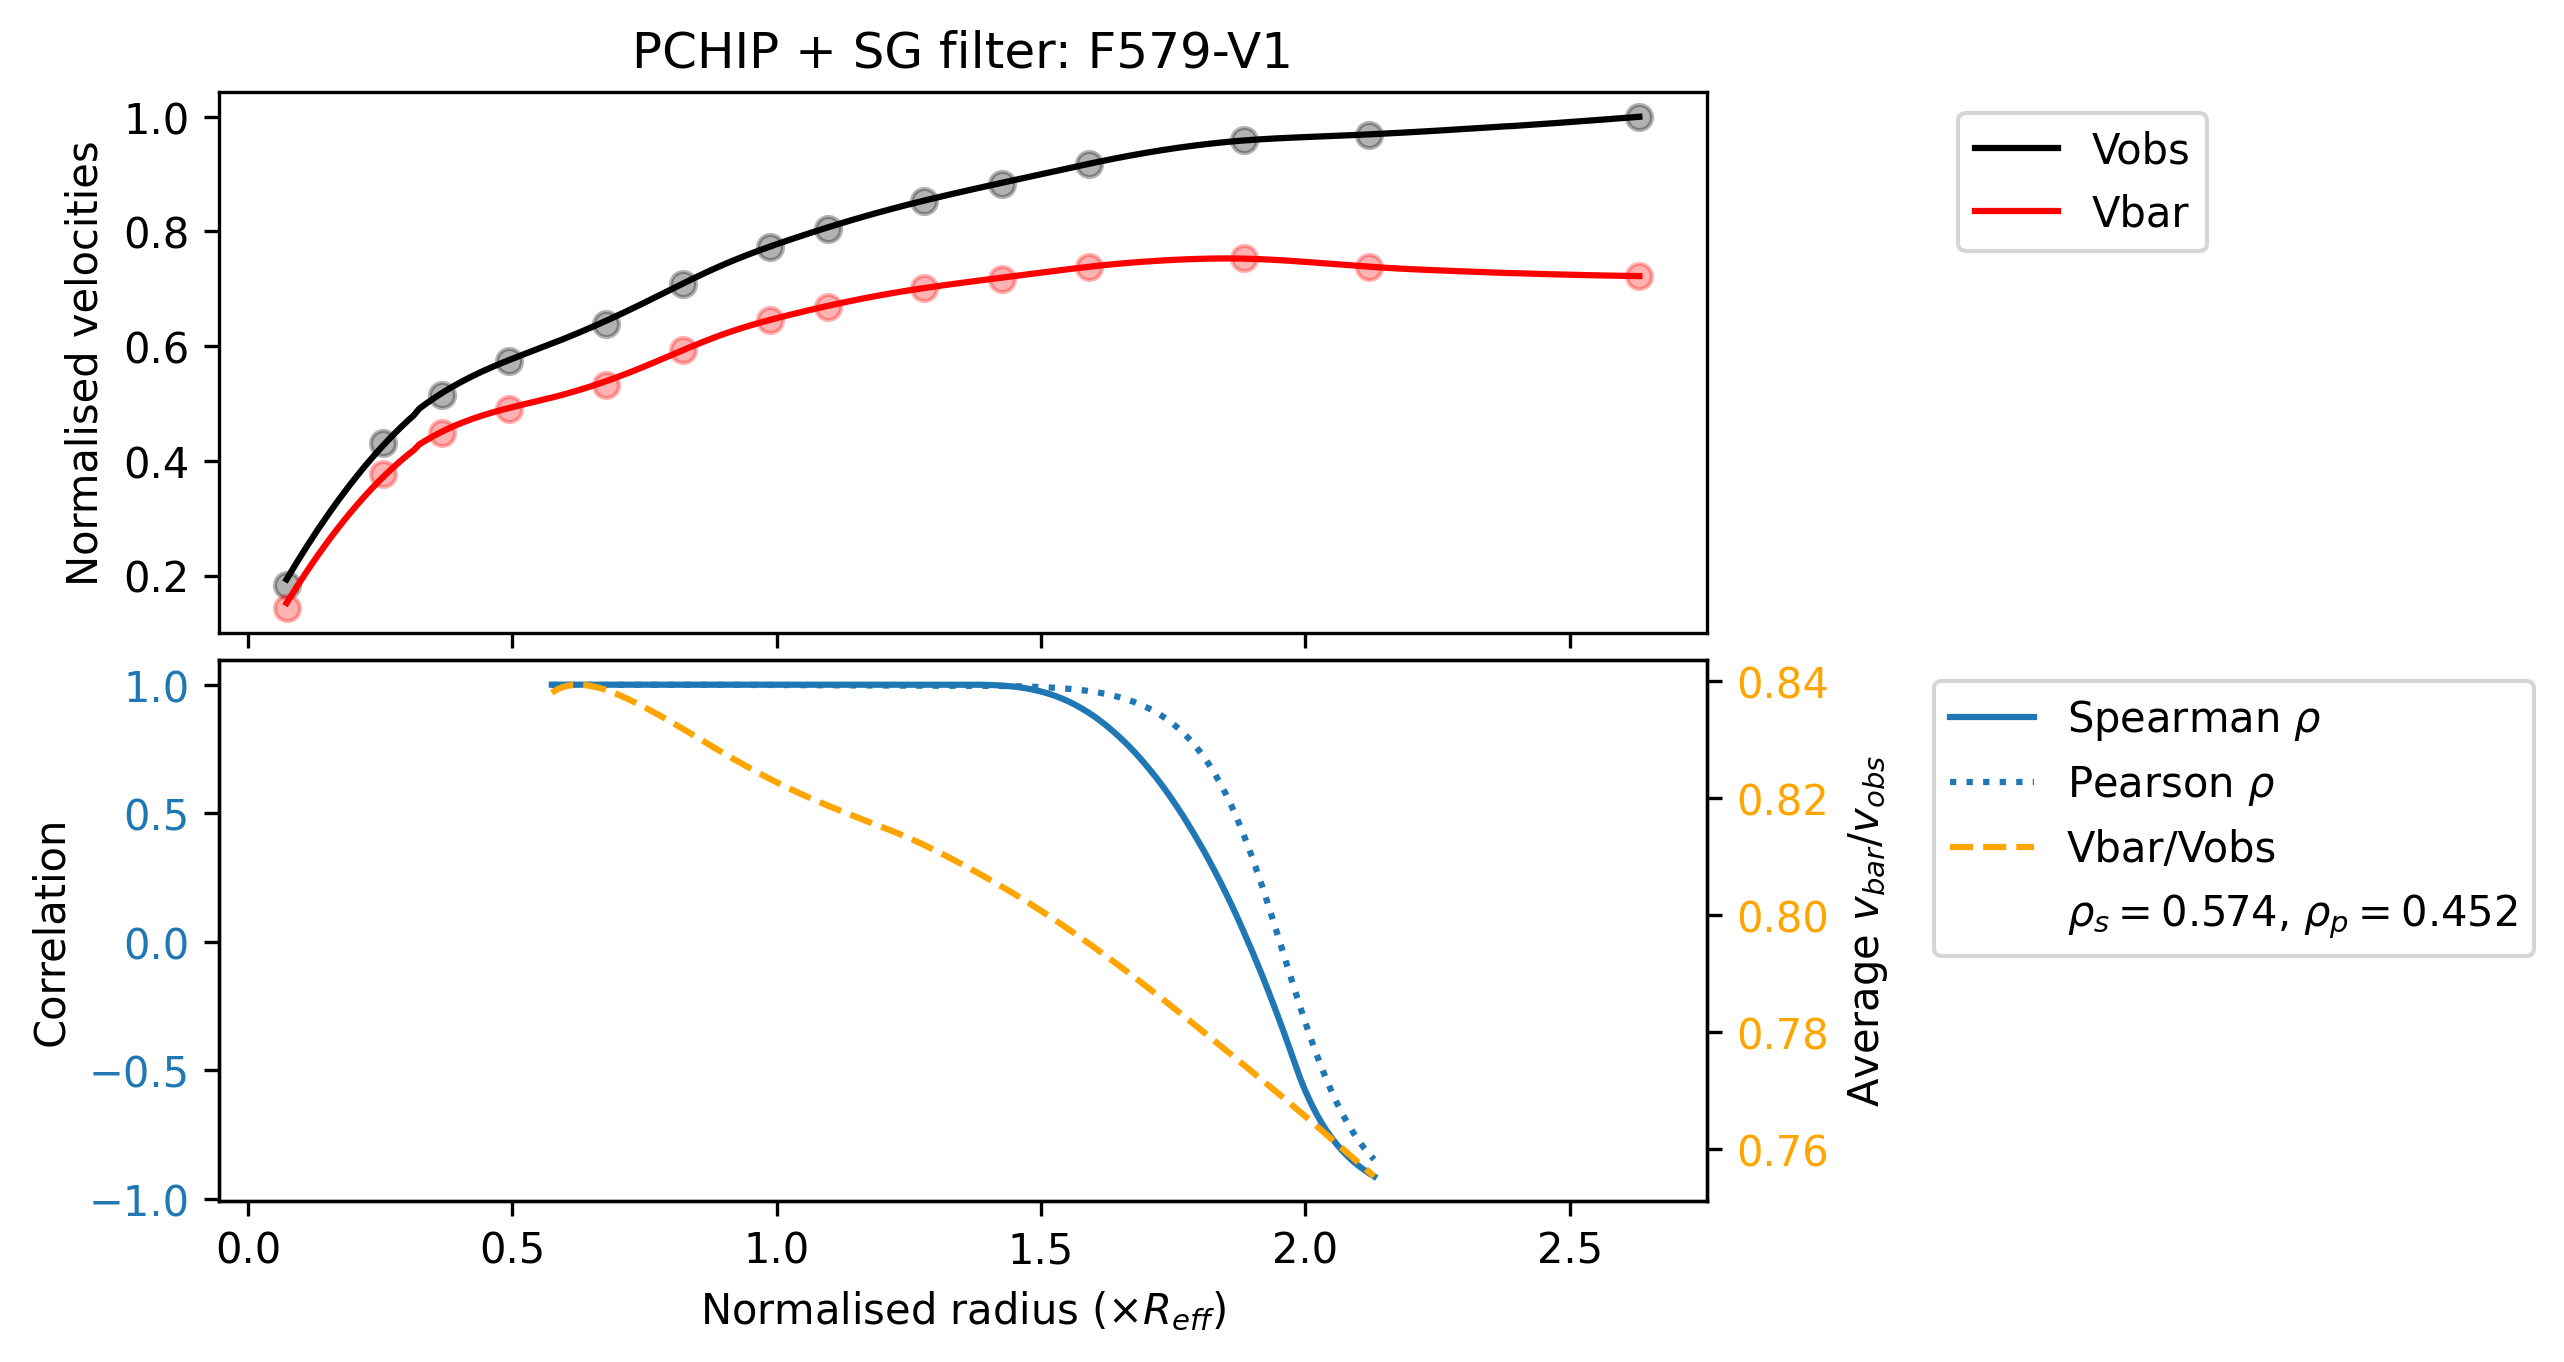 PCHIP + SG filter: F579-V1
Normalised velocities
1.0
0.8
0.6
0.4
0.2
Vobs
Vbar
Correlation
1.0
0.5
0.0
−0.5
−1.0
0.84
0.82
0.80
0.78
0.76
Average v_bar/v_obs
Spearman ρ
Pearson ρ
Vbar/Vobs
ρ_s = 0.574, ρ_p = 0.452
0.0 0.5 1.0 1.5 2.0 2.5
Normalised radius (×R_eff)